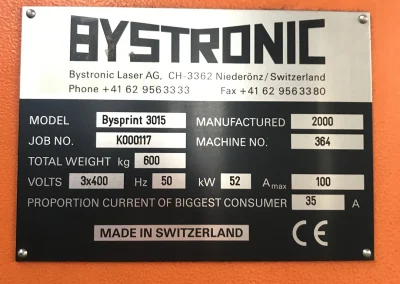 BYSTRONIC
Bystronic Laser AG, CH-3362 Niederönz/Switzerland
Phone +41 62 9563333 Fax +41 62 9563380
MODEL Bysprint 3015 MANUFACTURED 2000
JOB NO. K000117 MACHINE NO. 364
TOTAL WEIGHT kg 600
VOLTS 3x400 Hz 50 kW 52 A max 100
PROPORTION CURRENT OF BIGGEST CONSUMER 35 A
MADE IN SWITZERLAND CE